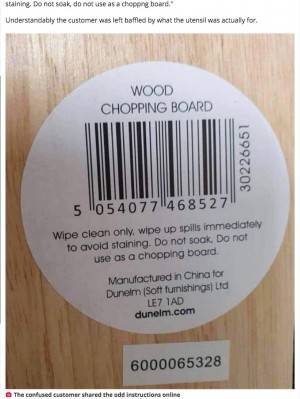 staining. Do not soak, do not use as a choppng board."
Understandably the customer was left baffled by what the utensil was actually for.
WOOD
CHOPPING BOARD
30226951
5 054077 468527
Wipe clean only, wipe up spills immediately
to avoid staining. Do not soak, Do not
use as a chopping board.
Manufactured in China for
Dunelm (Soft furnishings) Ltd
LE7 1AD
dunelm.com
6000065328
The confused customer shared the odd instructions online